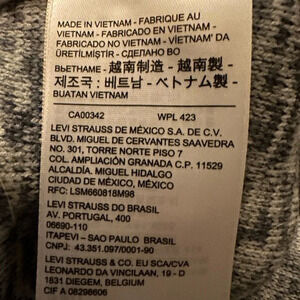 MADE IN VIETNAM - FABRIQUE AU
VIETNAM - FABRICADO EN VIETNAM -
FABRICADO NO VIETNAM - VIETNAM'DA
ÜRETİLMİŞTİR - СДЕЛАНО ВО
ВЬЕТНАМЕ - 越南制造 - 越南製 -
제조국: 베트남 - ベトナム製 -
BUATAN VIETNAM
CA00342 WPL 423
LEVI STRAUSS DE MÉXICO S.A. DE C.V.
BLVD. MIGUEL DE CERVANTES SAAVEDRA
NO. 301, TORRE NORTE PISO 7
COL. AMPLIACIÓN GRANADA C.P. 11529
ALCALDÍA. MIGUEL HIDALGO
CIUDAD DE MÉXICO
RFC: LSM660818M98
LEVI STRAUSS DO BRASIL
AV. PORTUGAL, 400
06690-110
ITAPEVI – SAO PAULO BRASIL
CNPJ: 43.351.097/0001-90
LEVI STRAUSS & CO. EU SCA/CVA
LEONARDO DA VINCILAAN, 19 - D
1831 DIEGEM, BELGIUM
CIF A 08298606